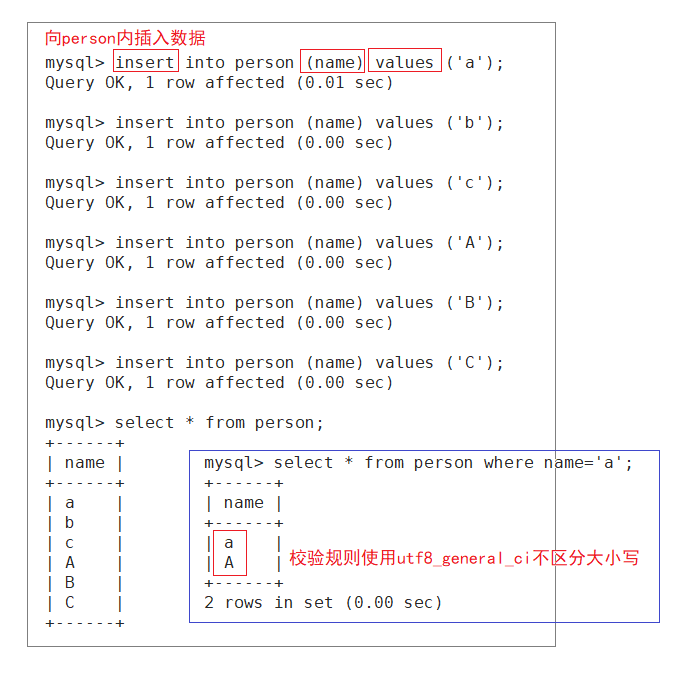 向person内插入数据
mysql> insert into person (name) values ('a');
Query OK, 1 row affected (0.01 sec)
mysql> insert into person (name) values ('b');
Query OK, 1 row affected (0.00 sec)
mysql> insert into person (name) values ('c');
Query OK, 1 row affected (0.00 sec)
mysql> insert into person (name) values ('A');
Query OK, 1 row affected (0.00 sec)
mysql> insert into person (name) values ('B');
Query OK, 1 row affected (0.00 sec)
mysql> insert into person (name) values ('C');
Query OK, 1 row affected (0.00 sec)
mysql> select * from person;
+------+
| name |
+------+
| a    |
| b    |
| c    |
| A    |
| B    |
| C    |
+------+
mysql> select * from person where name='a';
+------+
| name |
+------+
| a    |
| A    |
+------+
2 rows in set (0.00 sec)
校验规则使用utf8_general_ci不区分大小写